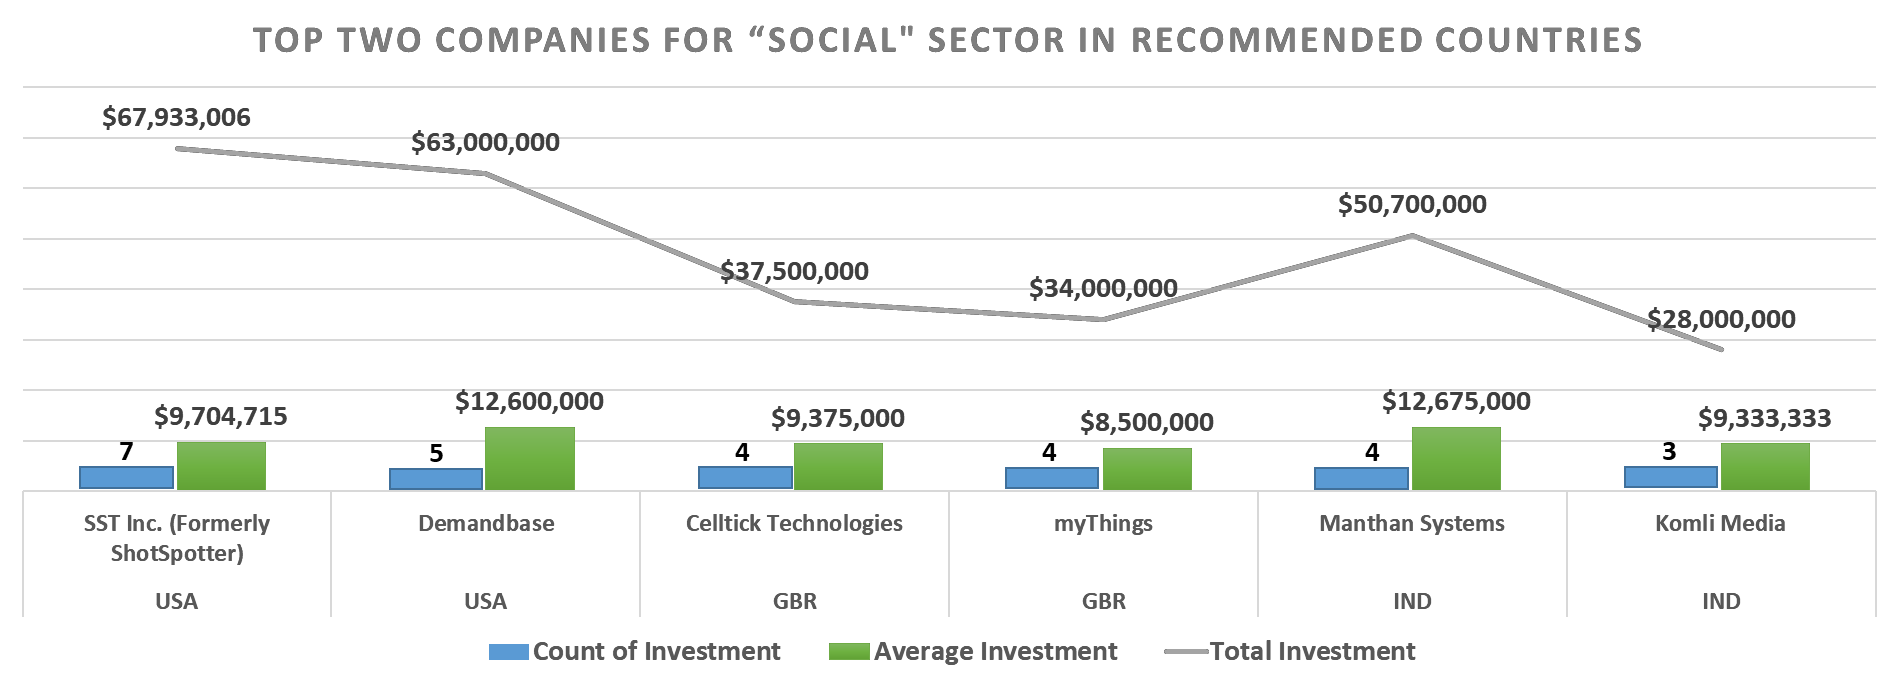 TOP TWO COMPANIES FOR “SOCIAL" SECTOR IN RECOMMENDED COUNTRIES
$67,933,006
$63,000,000
$37,500,000
$34,000,000
$50,700,000
$28,000,000
7
$9,704,715
5
$12,600,000
4
$9,375,000
4
$8,500,000
4
$12,675,000
3
$9,333,333
SST Inc. (Formerly
ShotSpotter)
Demandbase
Celltick Technologies
myThings
Manthan Systems
Komli Media
USA
USA
GBR
GBR
IND
IND
Count of Investment
Average Investment
Total Investment